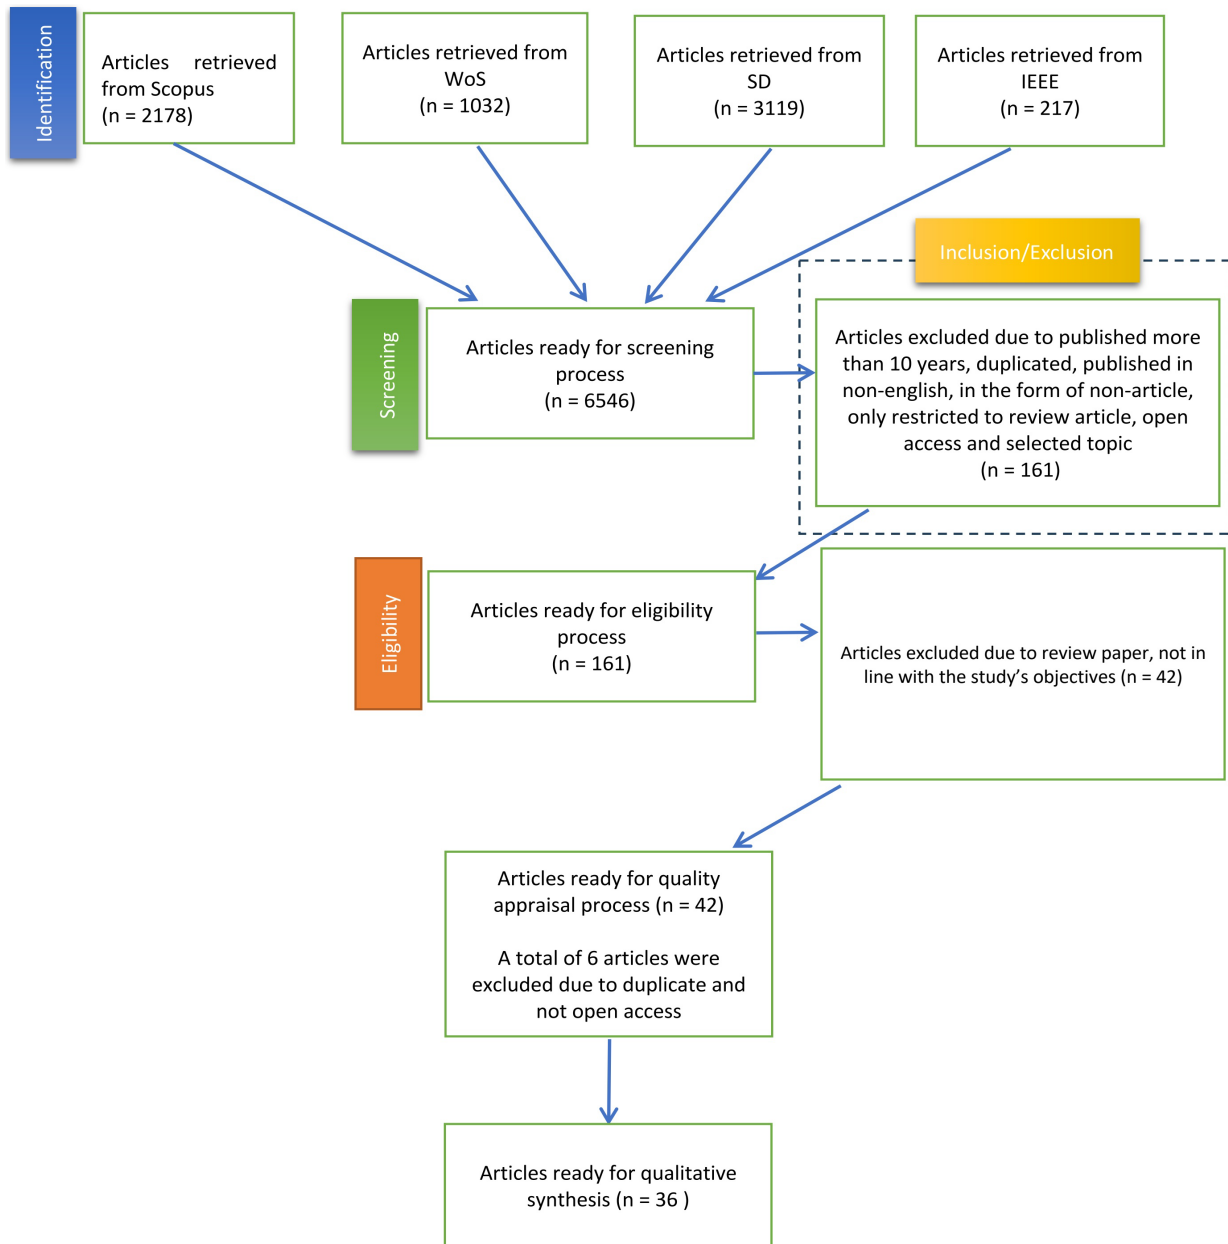 Identification
Articles retrieved
from Scopus
(n = 2178)
Articles retrieved from
WoS
(n = 1032)
Articles retrieved from
SD
(n = 3119)
Articles retrieved from
IEEE
(n = 217)
Inclusion/Exclusion
Screening
Articles ready for screening
process
(n = 6546)
Articles excluded due to published more
than 10 years, duplicated, published in
non-english, in the form of non-article,
only restricted to review article, open
access and selected topic
(n = 161)
Eligibility
Articles ready for eligibility
process
(n = 161)
Articles excluded due to review paper, not in
line with the study’s objectives (n = 42)
Articles ready for quality
appraisal process (n = 42)
A total of 6 articles were
excluded due to duplicate and
not open access
Articles ready for qualitative
synthesis (n = 36 )